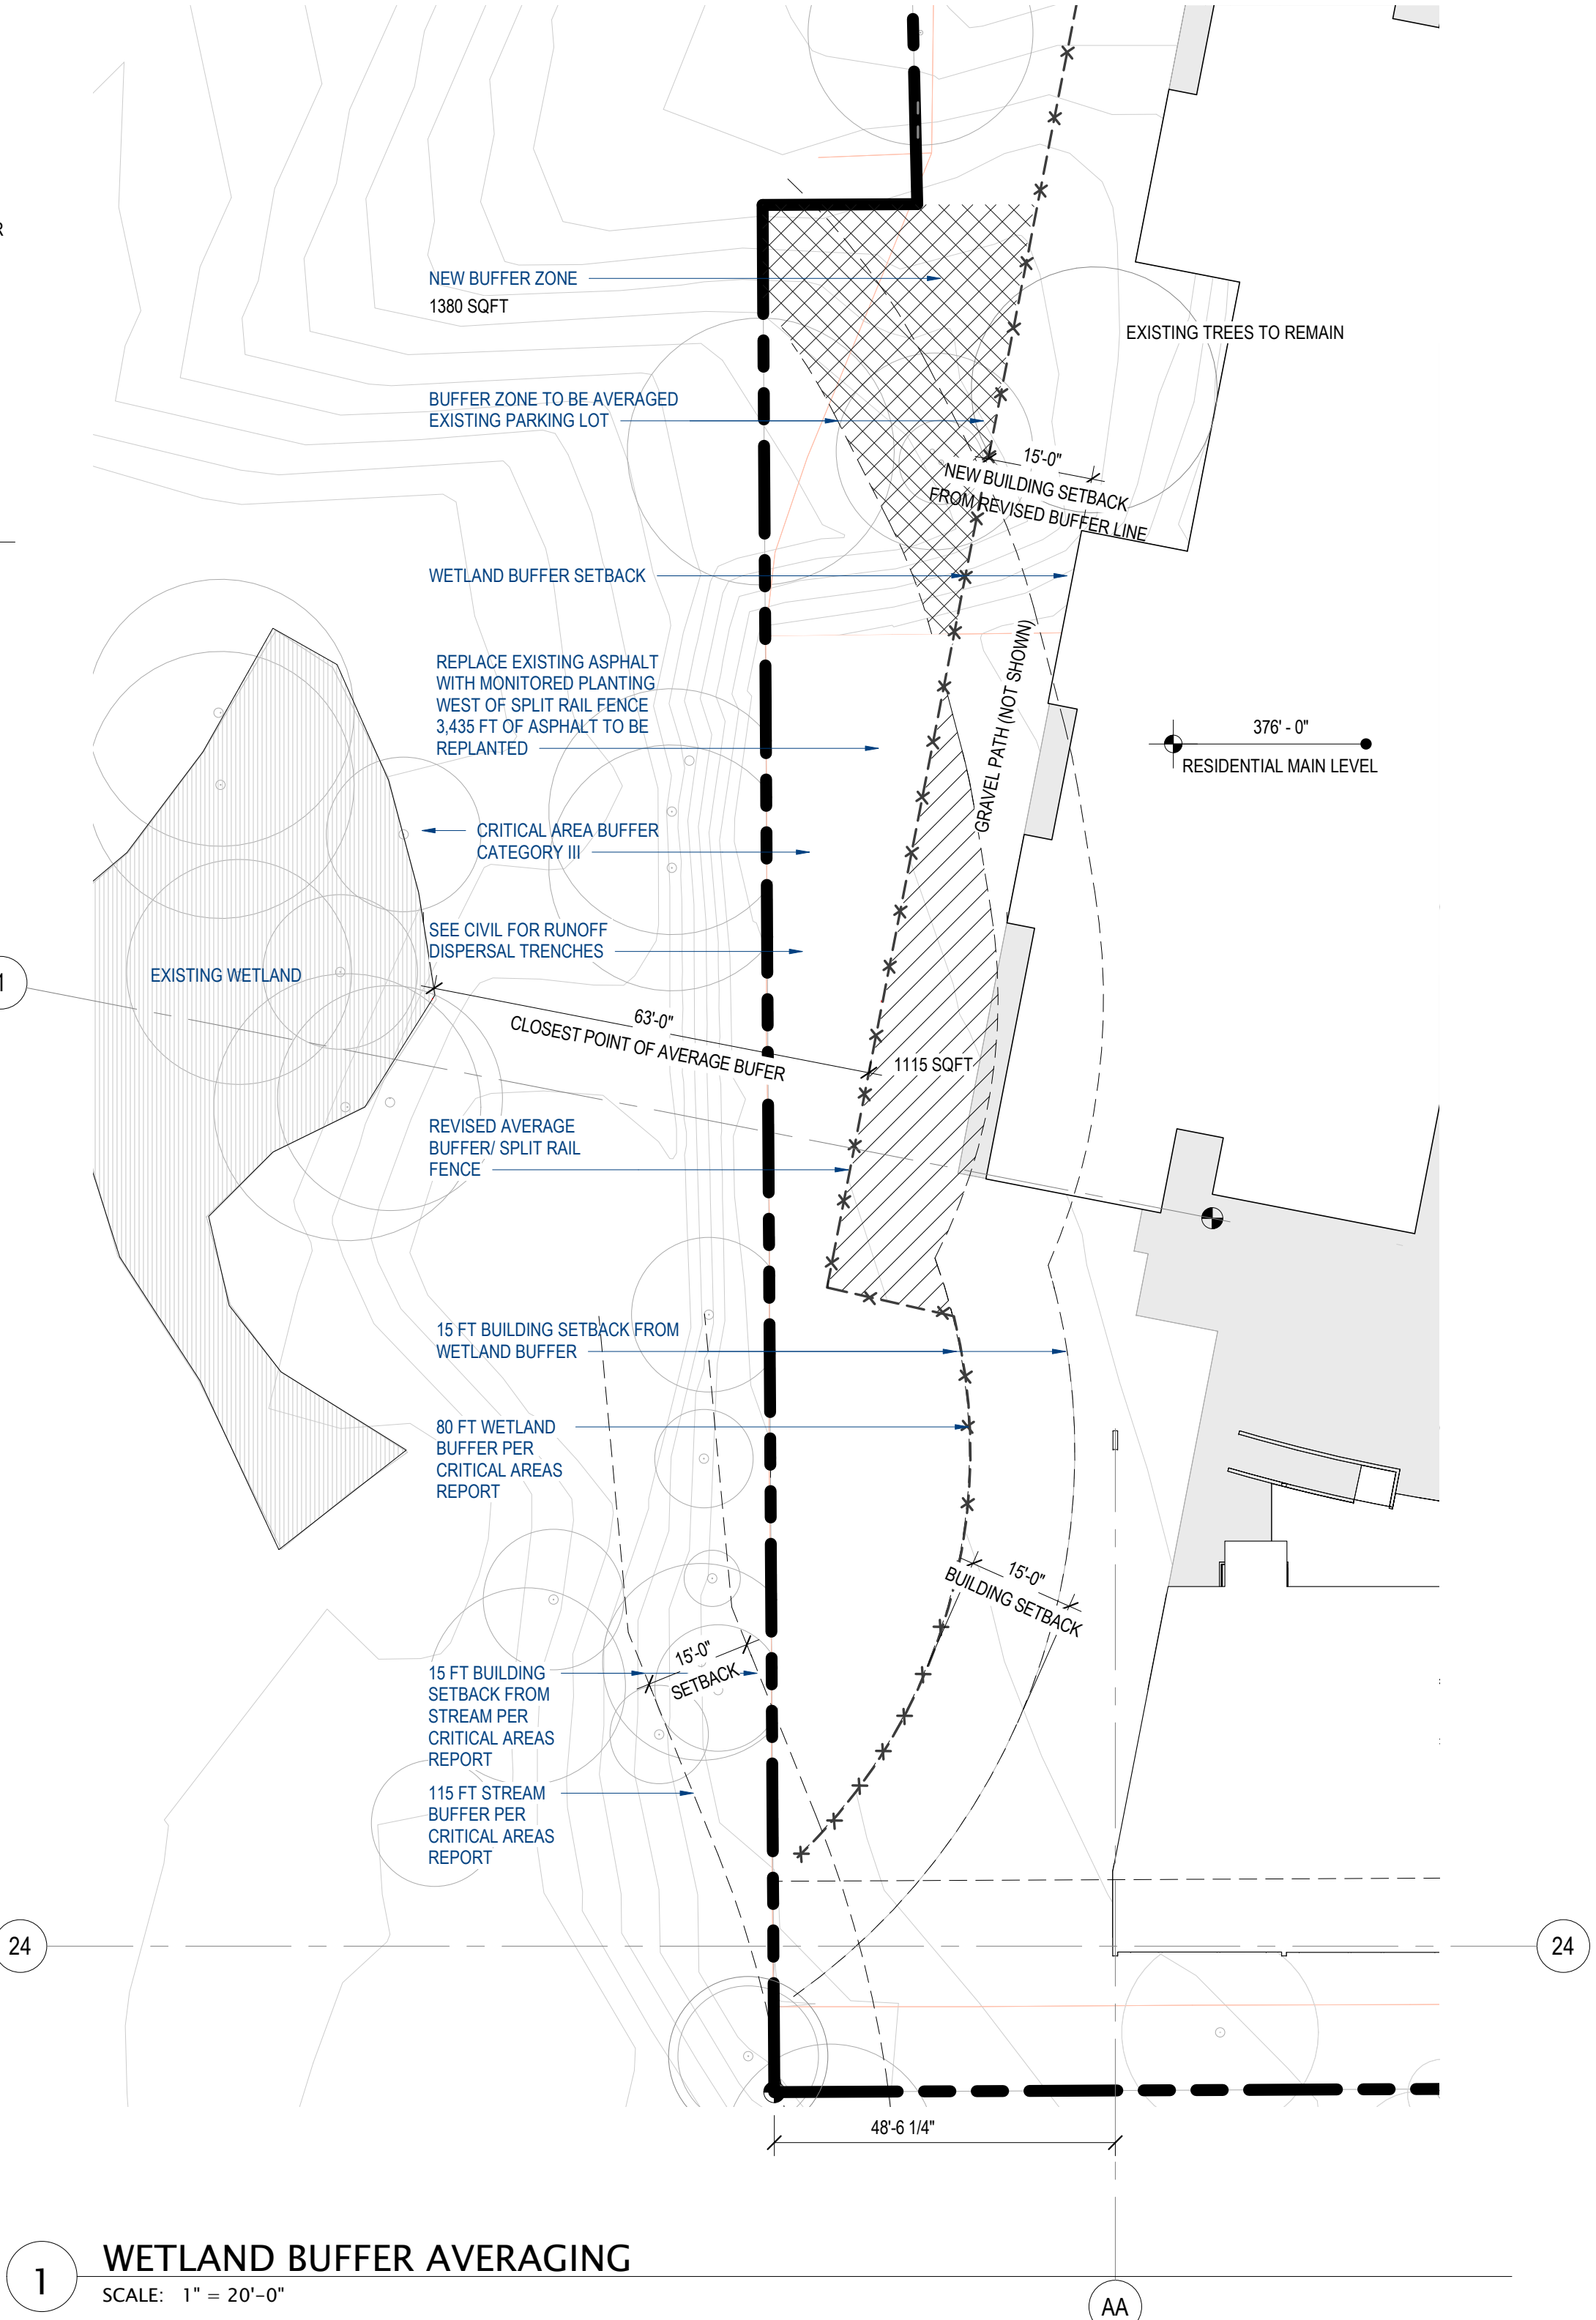 R
NEW BUFFER ZONE
1380 SQFT
EXISTING TREES TO REMAIN
BUFFER ZONE TO BE AVERAGED
EXISTING PARKING LOT
15'-0"
NEW BUILDING SETBACK
FROM REVISED BUFFER LINE
WETLAND BUFFER SETBACK
REPLACE EXISTING ASPHALT
WITH MONITORED PLANTING
WEST OF SPLIT RAIL FENCE
3,435 FT OF ASPHALT TO BE
REPLANTED
GRAVEL PATH (NOT SHOWN)
376' - 0"
RESIDENTIAL MAIN LEVEL
CRITICAL AREA BUFFER
CATEGORY III
SEE CIVIL FOR RUNOFF
DISPERSAL TRENCHES
EXISTING WETLAND
1
63'-0"
CLOSEST POINT OF AVERAGE BUFER
1115 SQFT
REVISED AVERAGE
BUFFER/ SPLIT RAIL
FENCE
15 FT BUILDING SETBACK FROM
WETLAND BUFFER
80 FT WETLAND
BUFFER PER
CRITICAL AREAS
REPORT
15'-0"
BUILDING SETBACK
15'-0"
SETBACK
15 FT BUILDING
SETBACK FROM
STREAM PER
CRITICAL AREAS
REPORT
115 FT STREAM
BUFFER PER
CRITICAL AREAS
REPORT
24
24
48'-6 1/4"
1
WETLAND BUFFER AVERAGING
SCALE: 1" = 20'-0"
AA